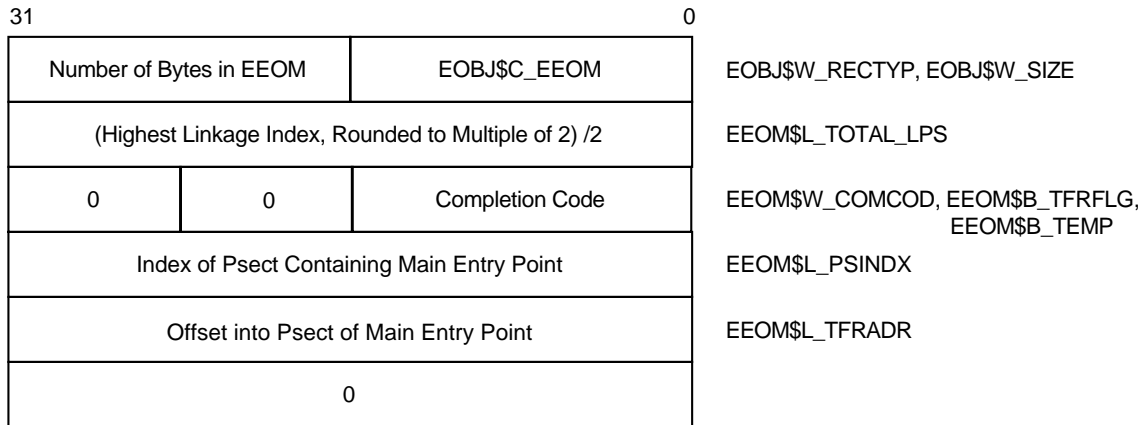 31 0
Number of Bytes in EEOM EOBJ$C_EEOM EOBJ$W_RECTYP, EOBJ$W_SIZE
(Highest Linkage Index, Rounded to Multiple of 2) /2 EEOM$L_TOTAL_LPS
0 0 Completion Code EEOM$W_COMCOD, EEOM$B_TFRFLG,
EEOM$B_TEMP
Index of Psect Containing Main Entry Point EEOM$L_PSINDX
Offset into Psect of Main Entry Point EEOM$L_TFRADR
0